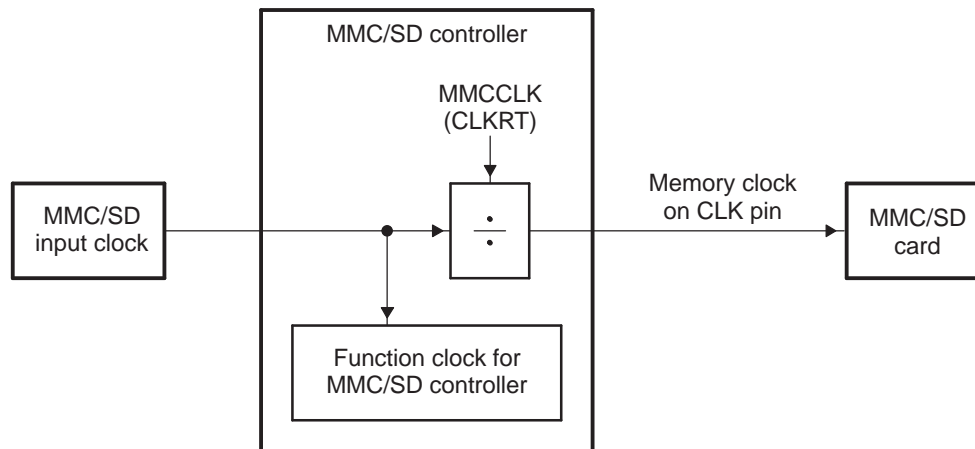 MMC/SD controller
MMCCLK
(CLKRT)
MMC/SD
input clock
Memory clock
on CLK pin
MMC/SD
card
Function clock for
MMC/SD controller